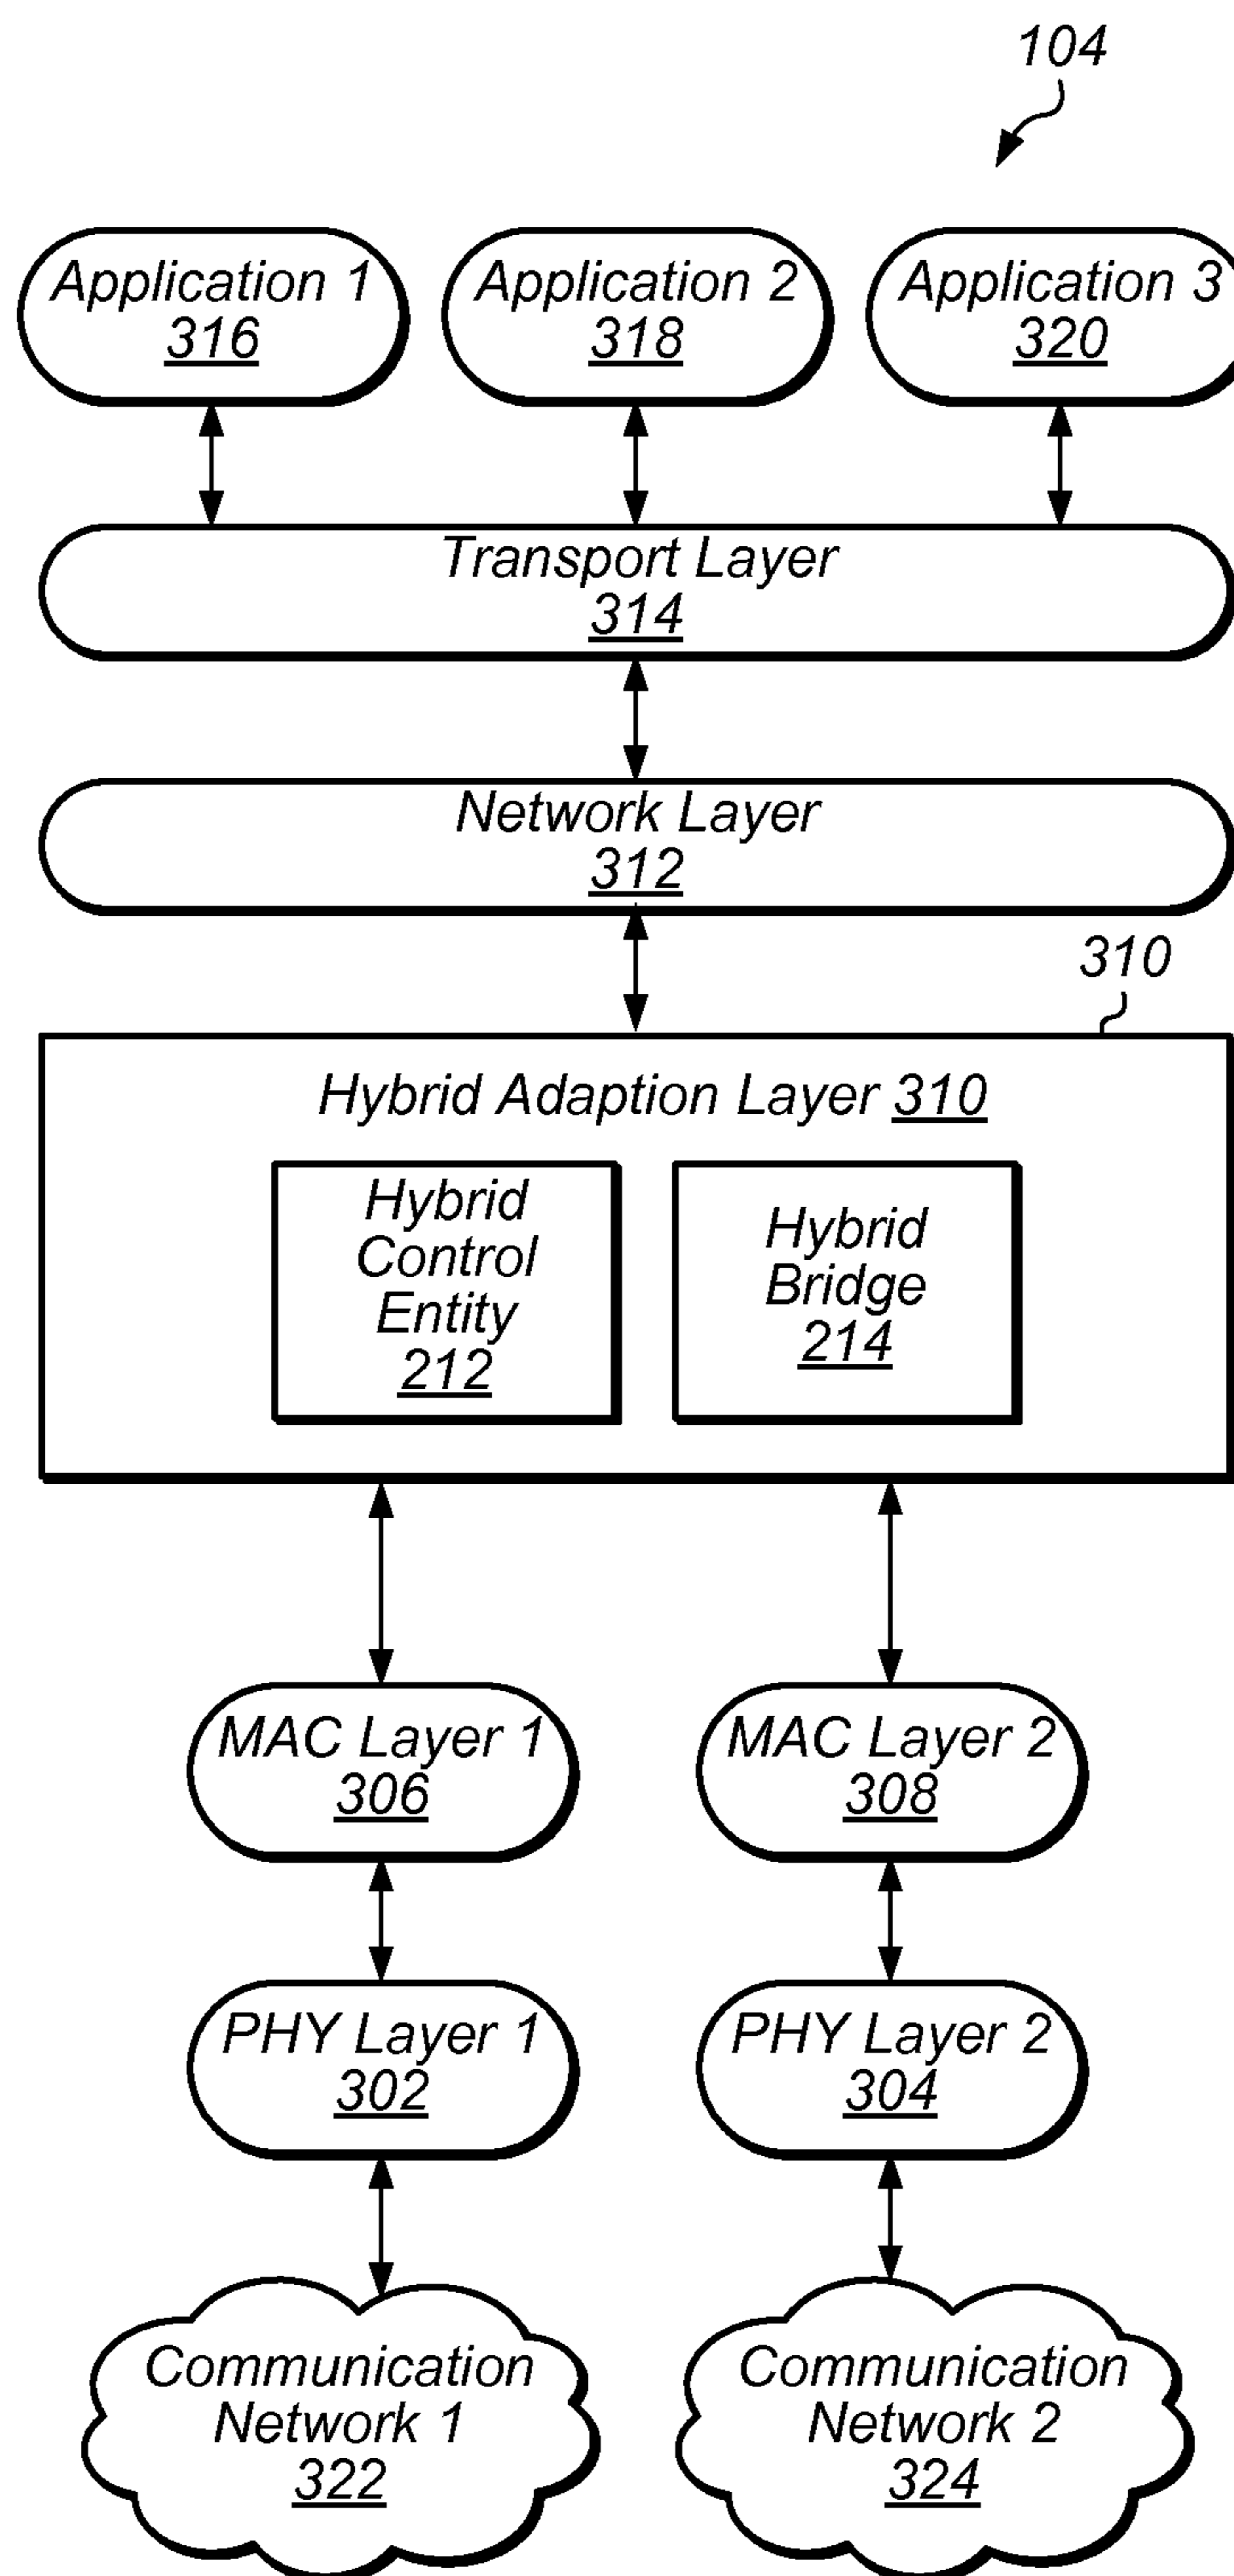 104
Application 1
316
Application 2
318
Application 3
320
Transport Layer
314
Network Layer
312
310
Hybrid Adaption Layer 310
Hybrid
Control
Entity
212
Hybrid
Bridge
214
MAC Layer 1
306
MAC Layer 2
308
PHY Layer 1
302
PHY Layer 2
304
Communication
Network 1
322
Communication
Network 2
324